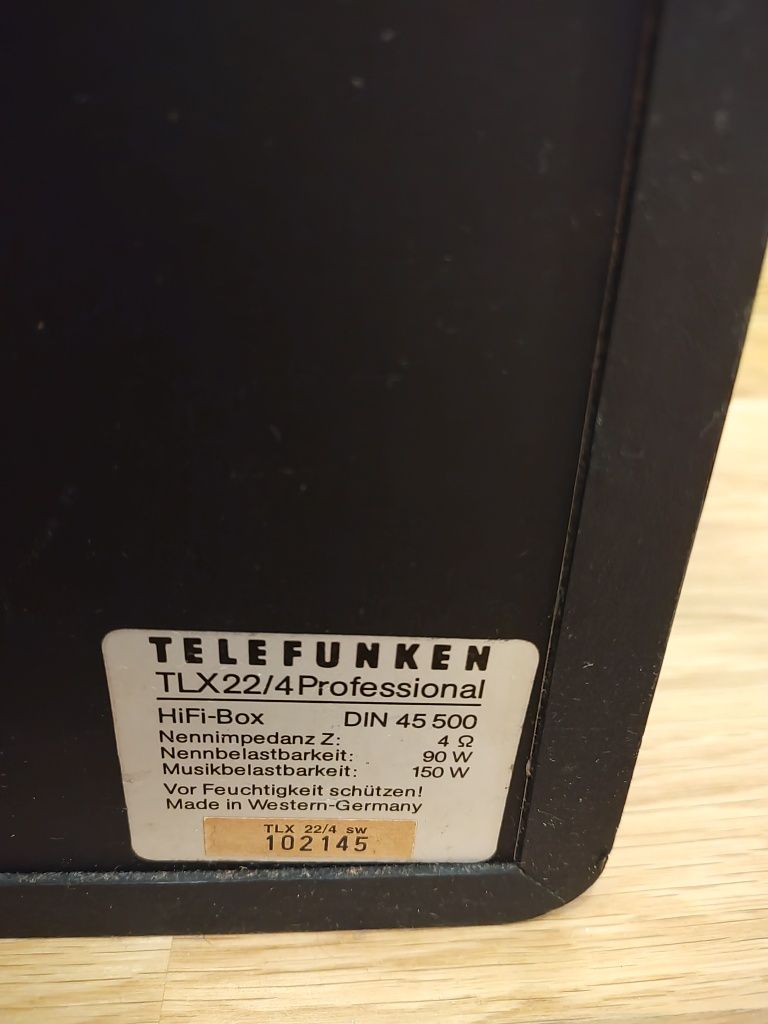 TELEFUNKEN
TLX22/4Professional
HiFi-Box DIN 45 500
Nennimpedanz Z: 4 Ω
Nennbelastbarkeit: 90 W
Musikbelastbarkeit: 150 W
Vor Feuchtigkeit schützen!
Made in Western-Germany
TLX 22/4 sw
102145